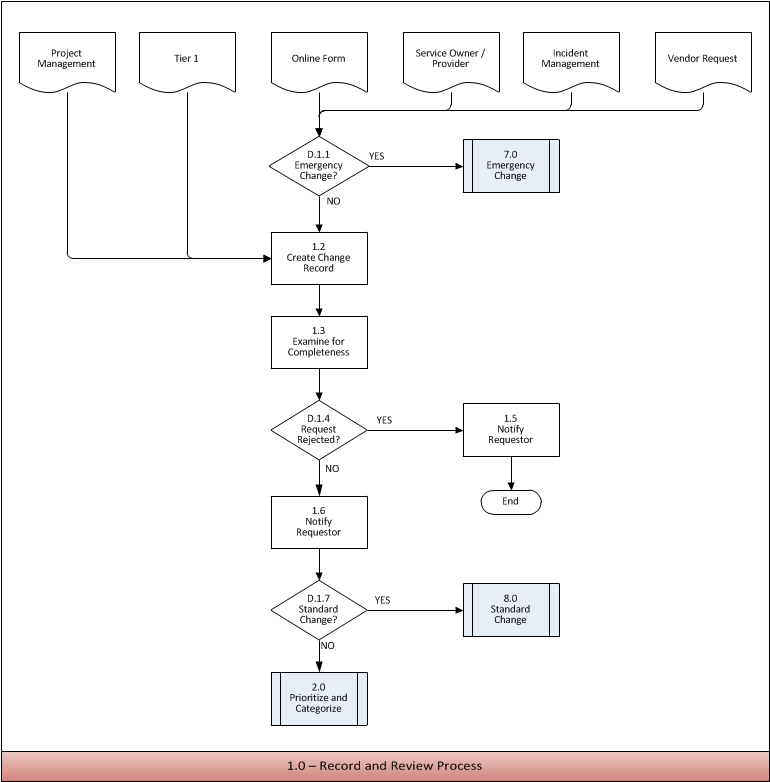 Project
Management
Tier 1
Online Form
Service Owner /
Provider
Incident
Management
Vendor Request
D.1.1
Emergency
Change?
YES
7.0
Emergency
Change
NO
1.2
Create Change
Record
1.3
Examine for
Completeness
D.1.4
Request
Rejected?
YES
1.5
Notify
Requestor
NO
End
1.6
Notify
Requestor
D.1.7
Standard
Change?
YES
8.0
Standard
Change
NO
2.0
Prioritize and
Categorize
1.0 – Record and Review Process